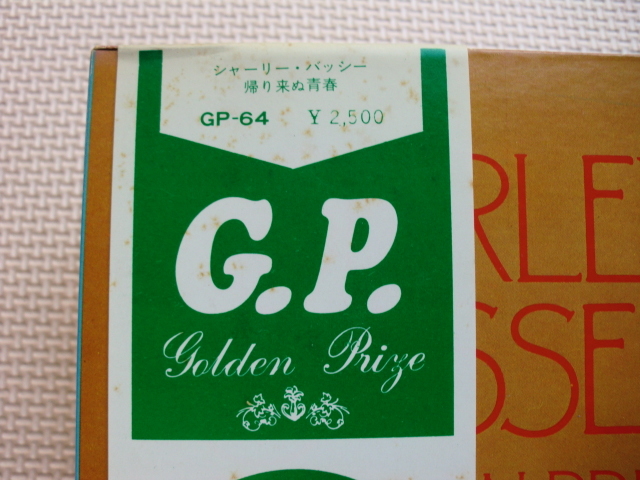 シャーリー・バッシー
帰り来ぬ青春
GP-64 ¥2,500
G.P.
Golden Prize
RLEY
SSE